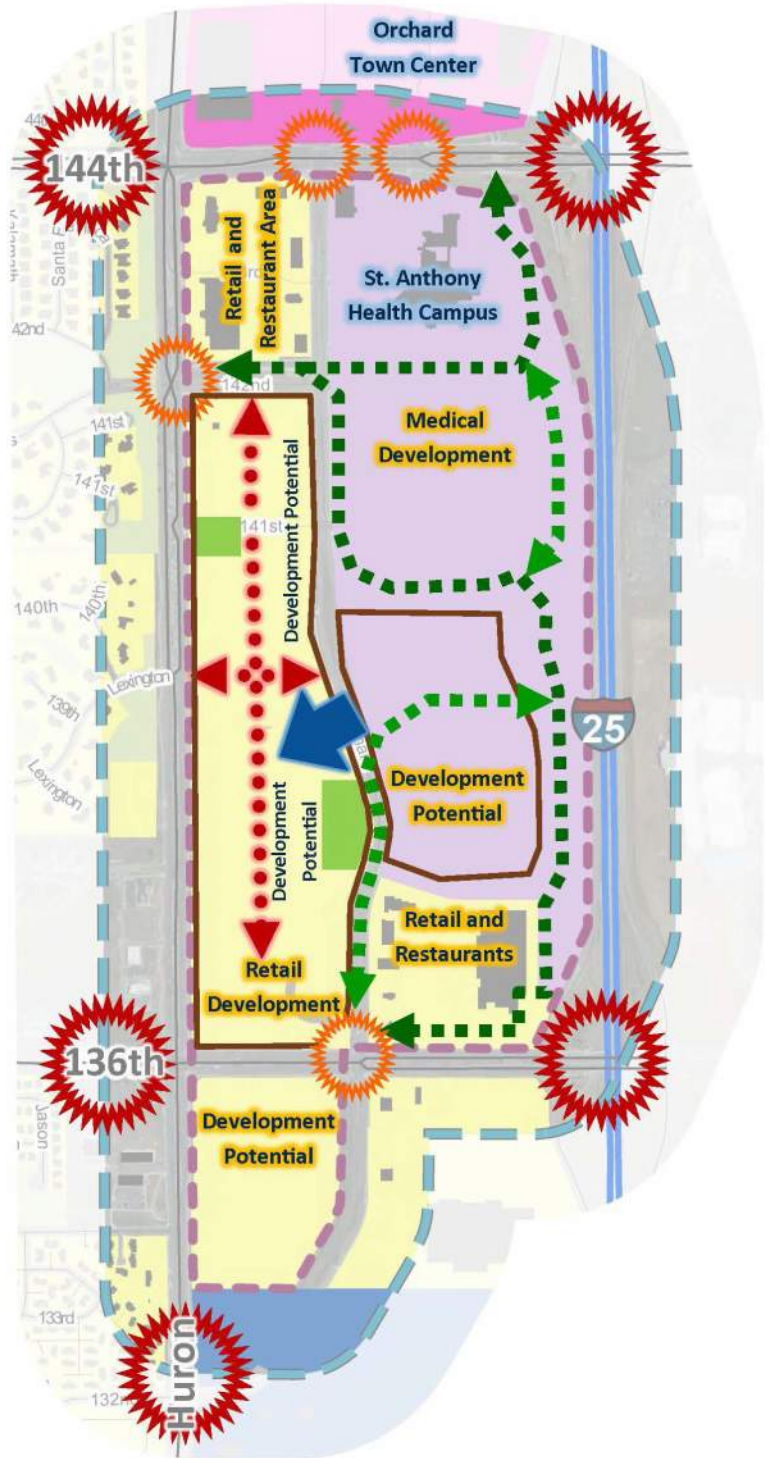 Orchard
Town Center
144th
Retail and
Restaurant Area
St. Anthony
Health Campus
42nd
142nd
Medical
Development
141st
141st
141st
Development Potential
140th
140th
Lexington
139th
Lexington
25
Development
Potential
Development
Potential
Retail and
Restaurants
Retail
Development
136th
Jason
Development
Potential
133rd
Huron